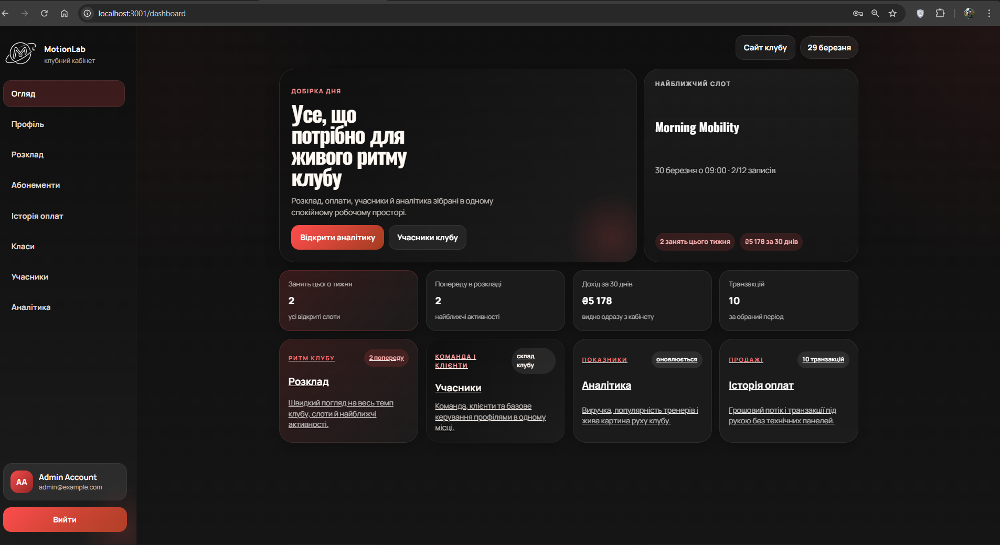 localhost:3001/dashboard
MotionLab
клубний кабінет
Огляд
Профіль
Розклад
Абонементи
Історія оплат
Класи
Учасники
Аналітика
AA
Admin Account
admin@example.com
Вийти
Сайт клубу
29 березня
ДОБІРКА ДНЯ
Усе, що
потрібно для
живого ритму
клубу
Розклад, оплати, учасники й аналітика зібрані в одному
спокійному робочому просторі.
Відкрити аналітику
Учасники клубу
НАЙБЛИЖЧИЙ СЛОТ
Morning Mobility
30 березня о 09:00 · 2/12 записів
2 занять цього тижня
₴5 178 за 30 днів
Занять цього тижня
2
усі відкриті слоти
Попереду в розкладі
2
найближчі активності
Дохід за 30 днів
₴5 178
видно одразу з кабінету
Транзакцій
10
за обраний період
РИТМ КЛУБУ
2 попереду
Розклад
Швидкий погляд на весь темп
клубу, слоти й найближчі
активності.
КОМАНДА І
КЛІЄНТИ
склад
клубу
Учасники
Команда, клієнти та базове
керування профілями в одному
місці.
ПОКАЗНИКИ
оновлюється
Аналітика
Виручка, популярність тренерів і
жива картина руху клубу.
ПРОДАЖІ
10 транзакцій
Історія оплат
Грошовий потік і транзакції під
рукою без технічних панелей.